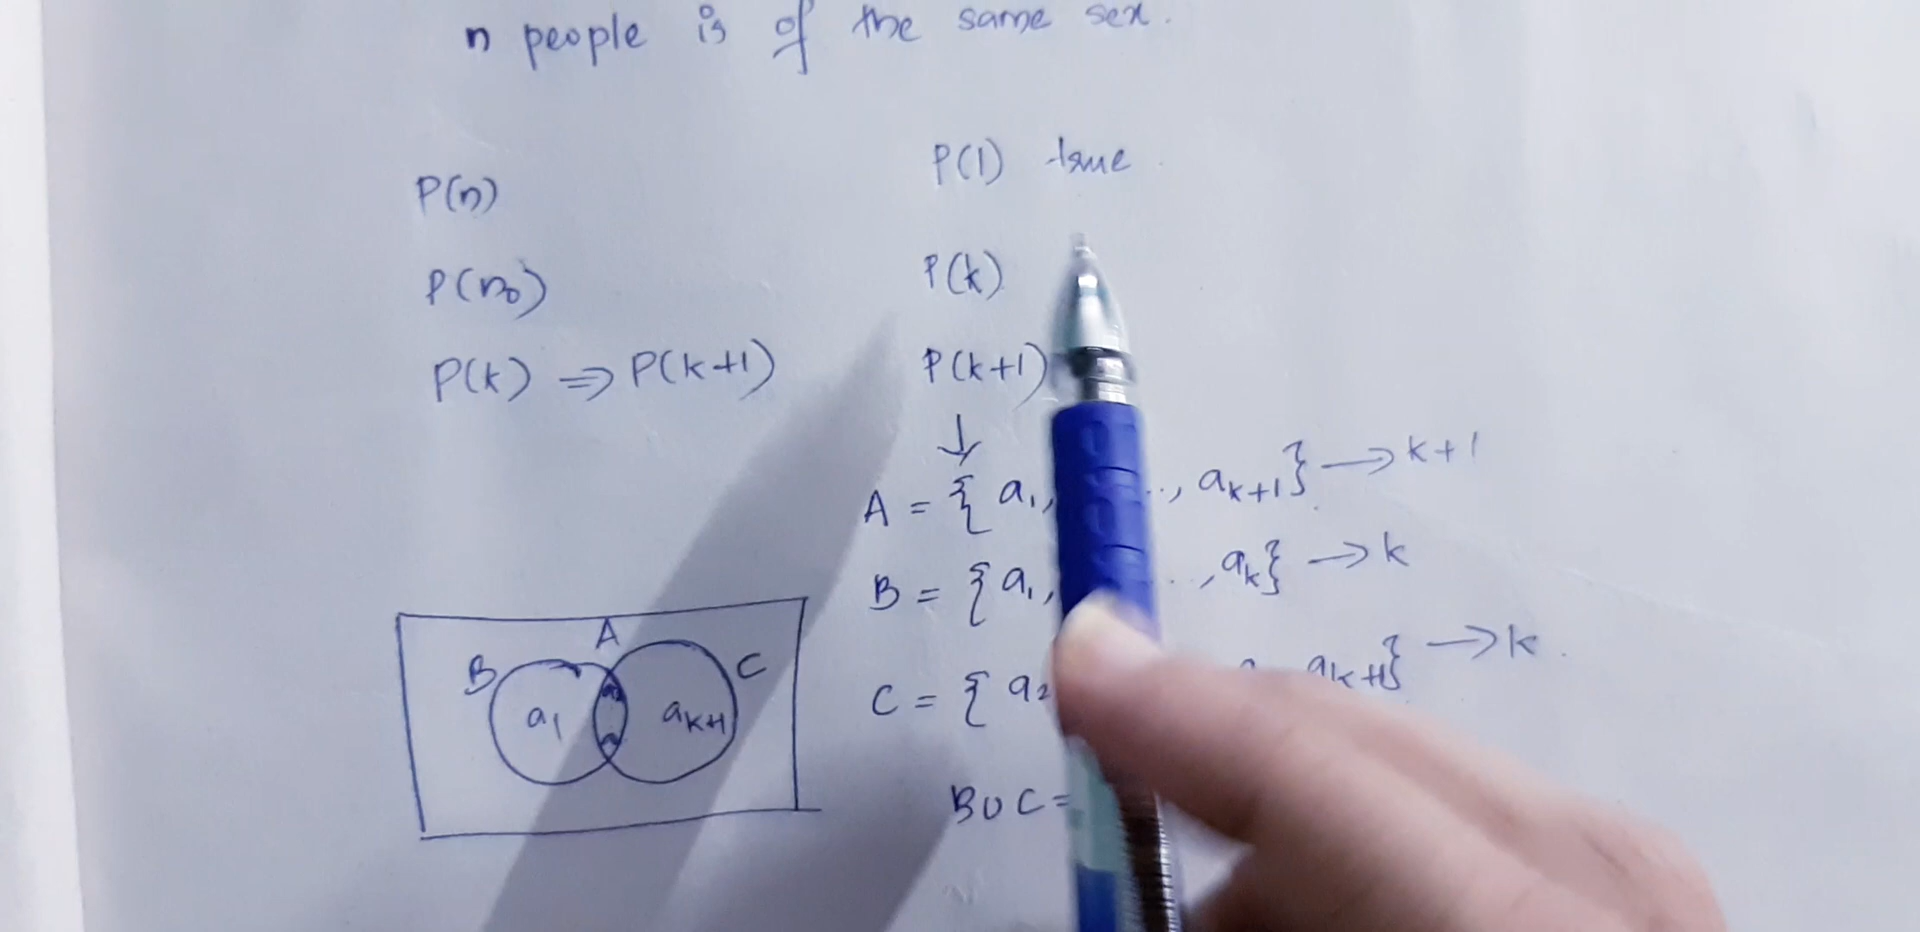 n people is of the same sex.
P(n)
P(n₀)
P(k) ⇒ P(k+1)
P(1) true
P(k)
P(k+1)
↓
A = { a₁, .., aₖ₊₁} → k+1
B = { a₁, .., aₖ} → k
C = { a₂ aₖ₊₁} → k.
B ∪ C =
A
B
C
a₁
aₖ₊₁